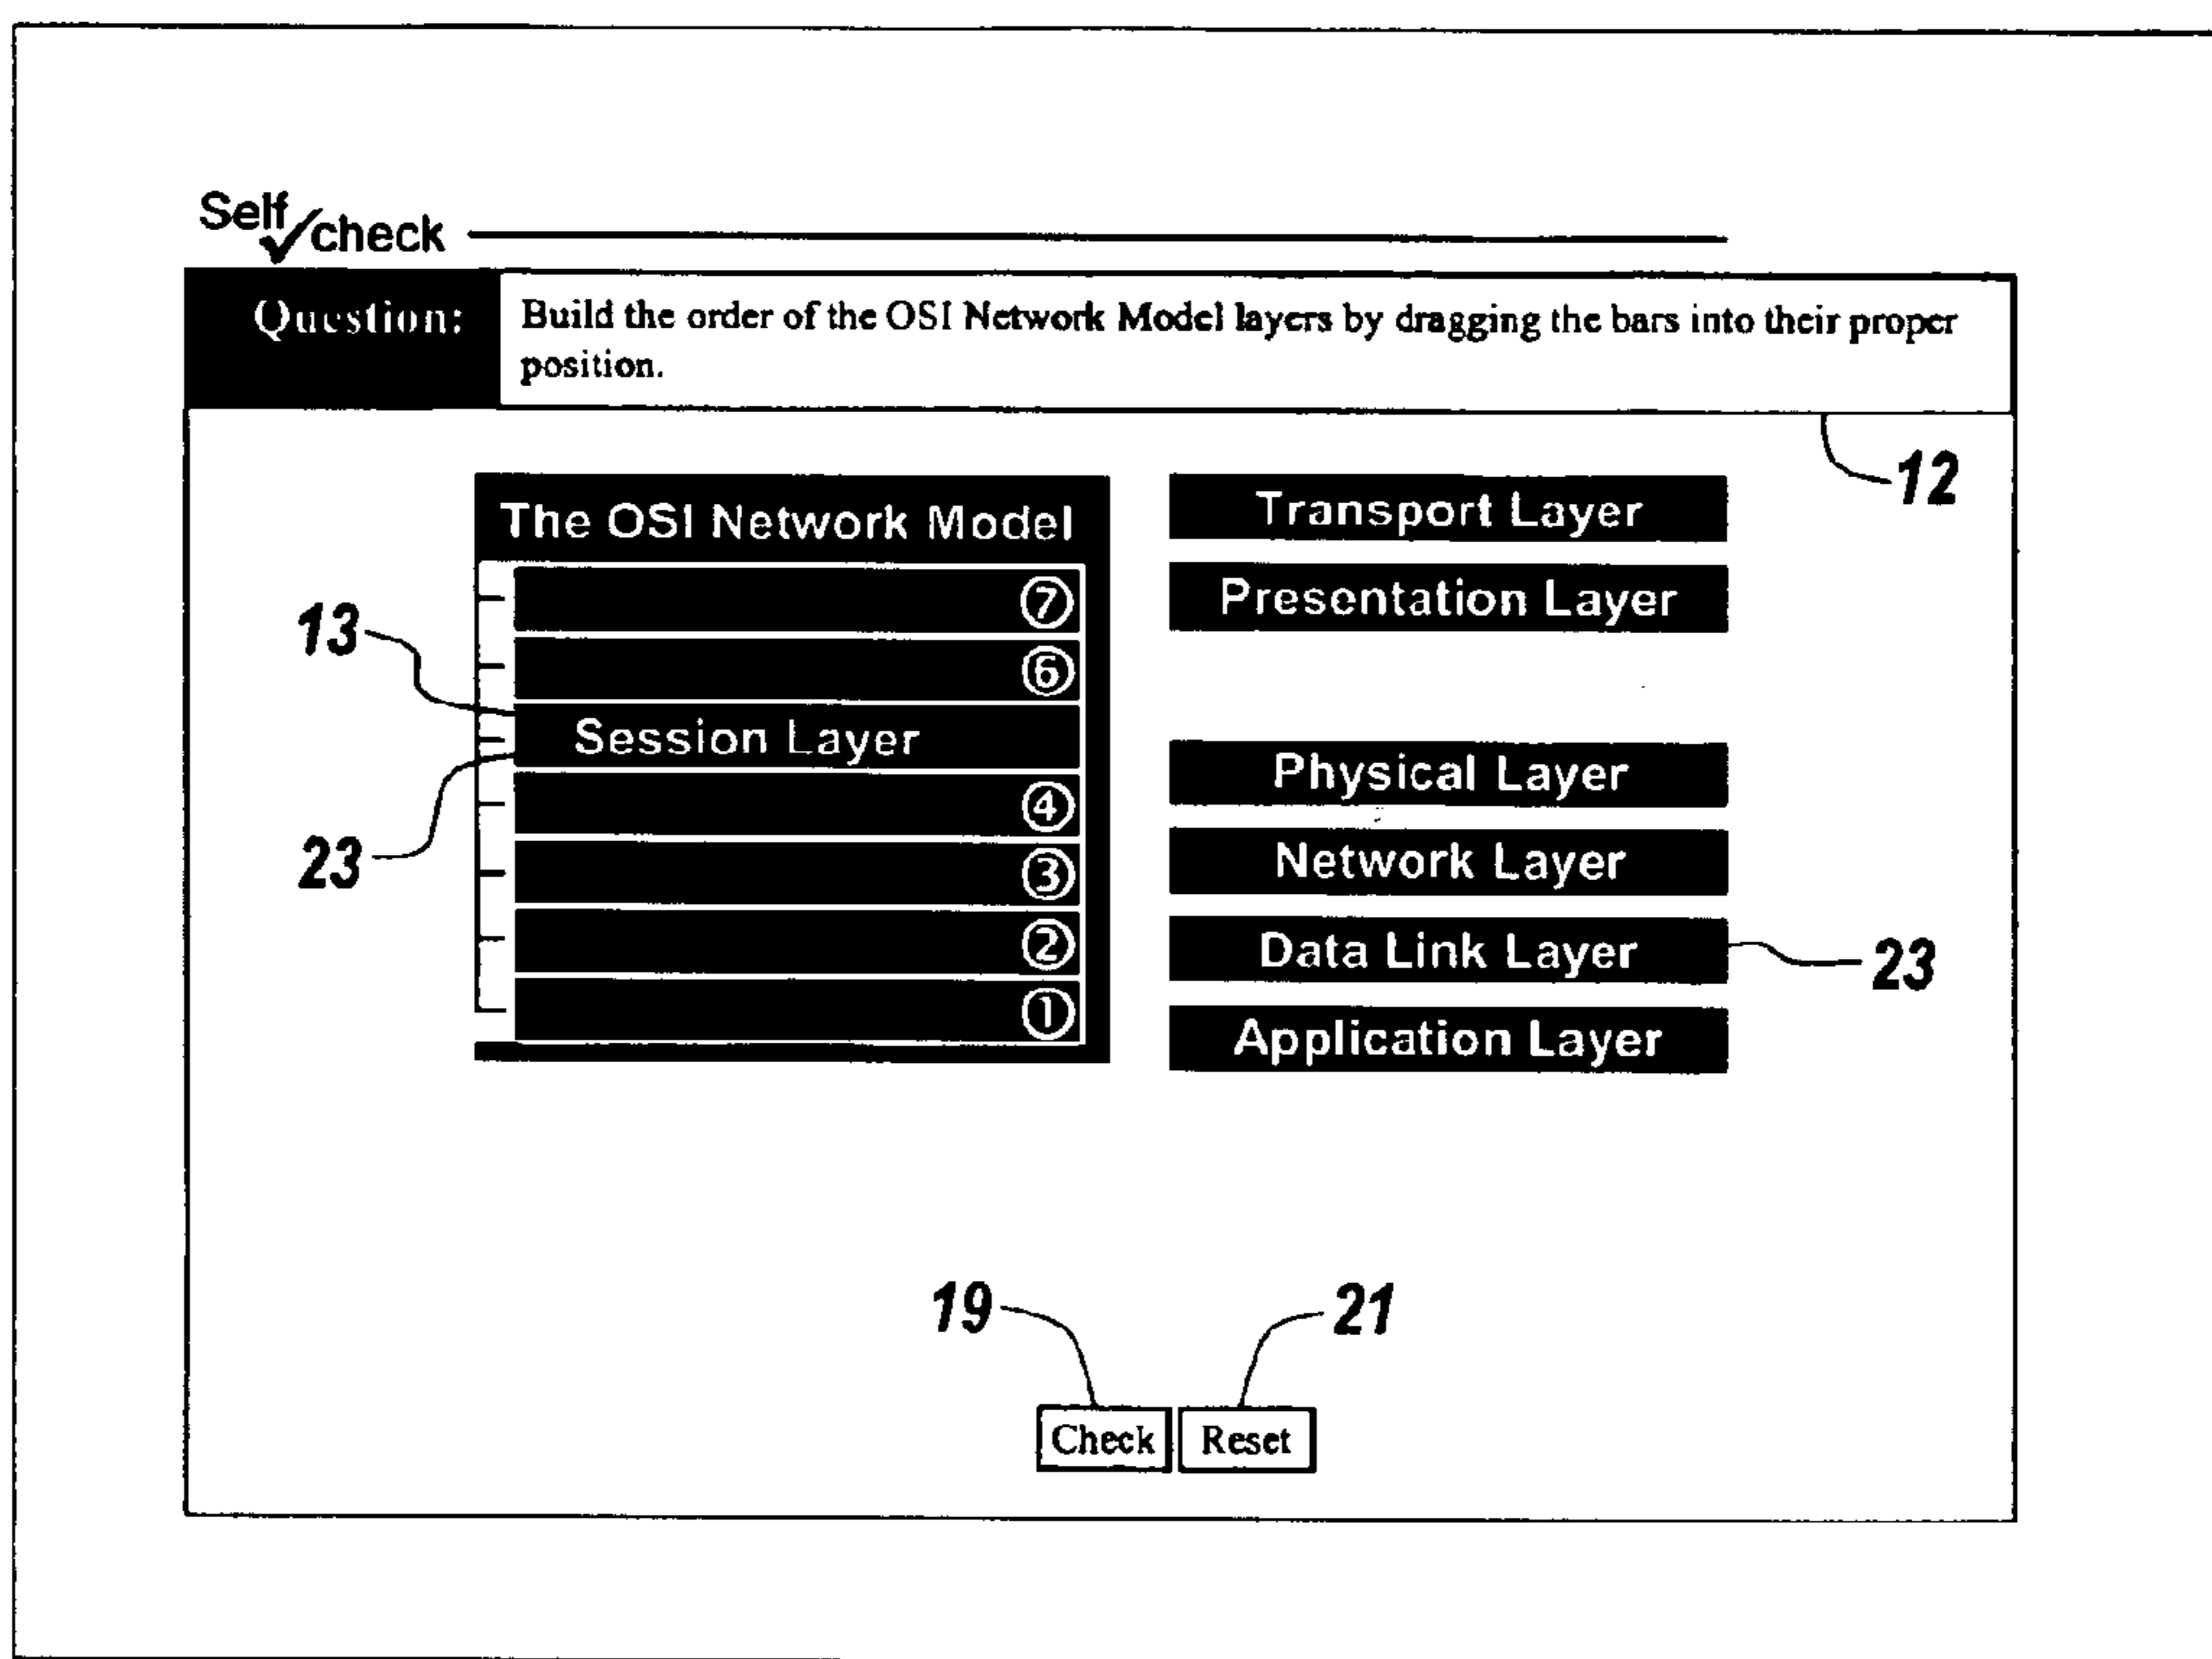 Self check
Question:
Build the order of the OSI Network Model layers by dragging the bars into their proper
position.
12
The OSI Network Model
7
6
Session Layer
4
3
2
1
13
23
Transport Layer
Presentation Layer
Physical Layer
Network Layer
Data Link Layer
Application Layer
23
19
21
Check
Reset